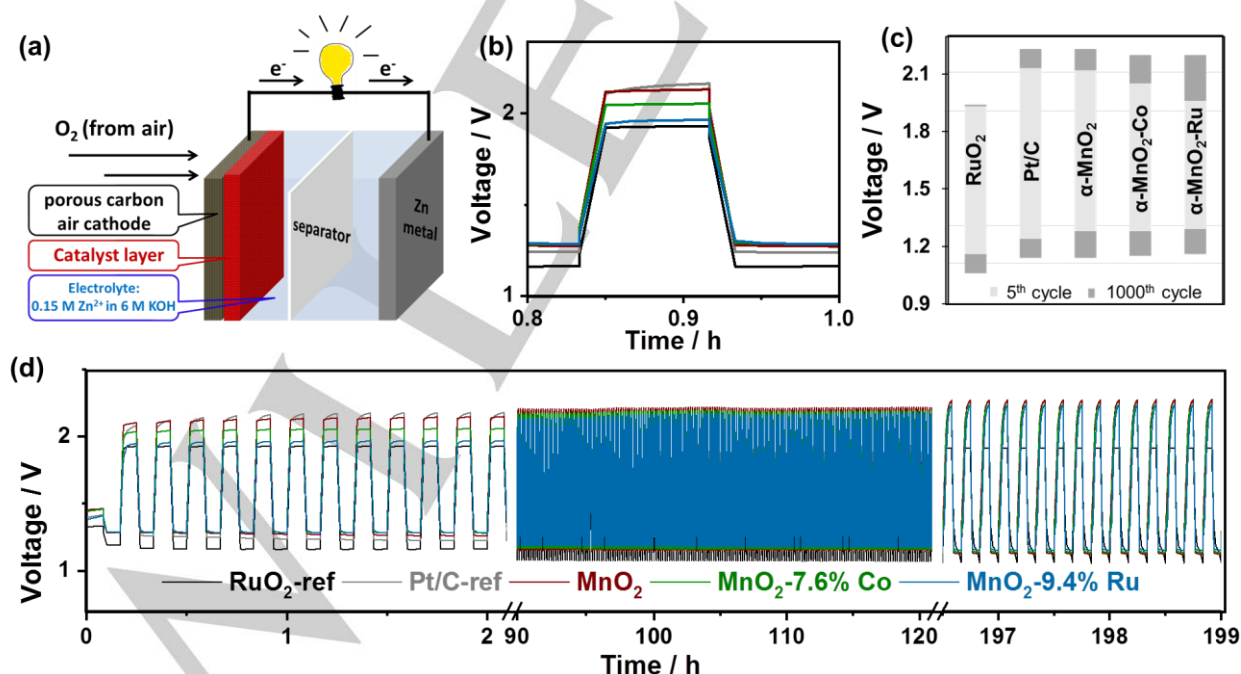 (a)
e⁻ e⁻
O₂ (from air)
porous carbon
air cathode
Catalyst layer
Electrolyte:
0.15 M Zn²⁺ in 6 M KOH
separator
Zn
metal
(b)
Voltage / V
2
1
0.8 0.9 1.0
Time / h
(c)
2.1
1.8
1.5
1.2
0.9
RuO₂
Pt/C
α-MnO₂
α-MnO₂-Co
α-MnO₂-Ru
5ᵗʰ cycle 1000ᵗʰ cycle
(d)
Voltage / V
2
1
RuO₂-ref Pt/C-ref MnO₂ MnO₂-7.6% Co MnO₂-9.4% Ru
0 1 2 90 100 110 120 197 198 199
Time / h Time / h